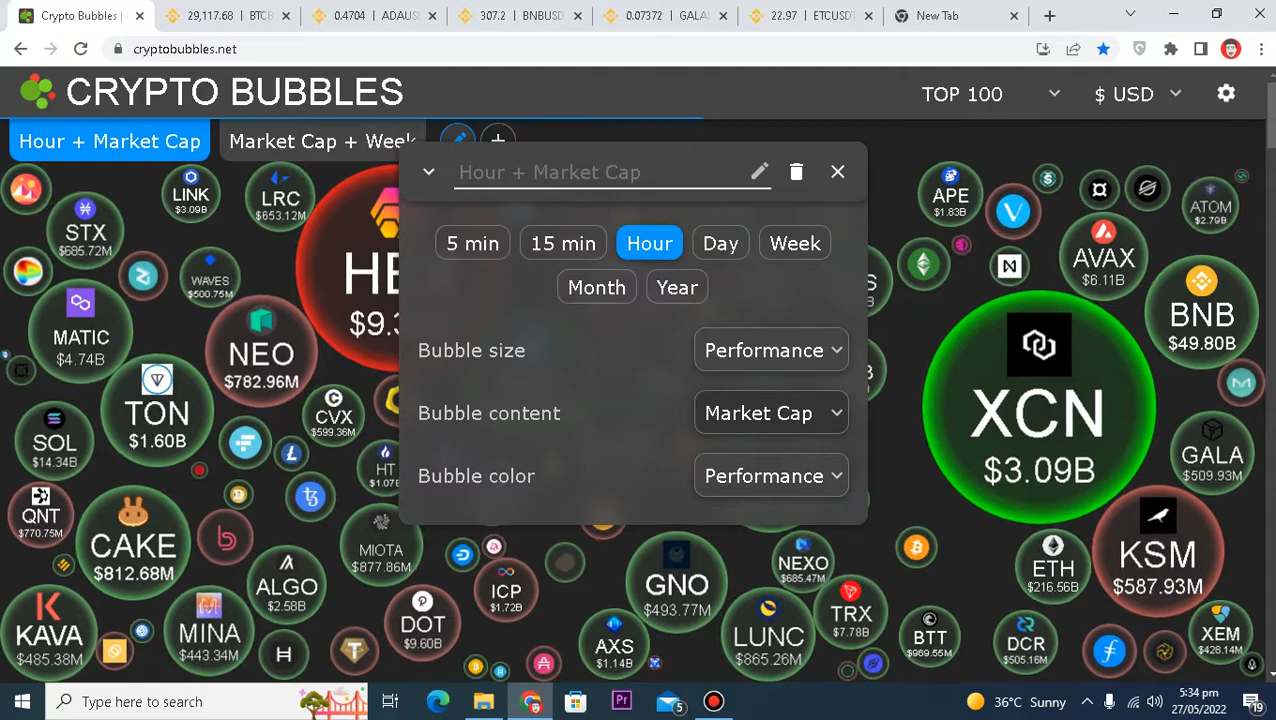 Crypto Bubbles |
29,117.68 | BTCB
0.4704 | ADAUS
307.2 | BNBUSD
0.07372 | GALA
22.97 | ETCUSDT
New Tab
cryptobubbles.net
CRYPTO BUBBLES
TOP 100
$ USD
Hour + Market Cap
Market Cap + Week
Hour + Market Cap
5 min
15 min
Hour
Day
Week
Month
Year
Bubble size
Performance
Bubble content
Market Cap
Bubble color
Performance
LINK
$3.09B
LRC
$653.12M
STX
$685.72M
WAVES
$500.75M
MATIC
$4.74B
NEO
$782.96M
TON
$1.60B
CVX
$599.36M
SOL
$14.34B
HT
$1.07
QNT
$770.75M
CAKE
$812.68M
MIOTA
$877.86M
ALGO
$2.58B
ICP
$1.72B
KAVA
$485.38M
MINA
$443.34M
DOT
$9.60B
AXS
$1.14B
GNO
$493.77M
NEXO
$685.47M
LUNC
$865.26M
TRX
$7.78B
BTT
$969.55M
APE
$1.83B
ATOM
$2.79B
AVAX
$6.11B
BNB
$49.80B
XCN
$3.09B
GALA
$509.93M
KSM
$587.93M
ETH
$216.56B
DCR
$505.16M
XEM
$428.14M
Type here to search
Pr
5
36°C Sunny
5:34 pm
27/05/2022
19